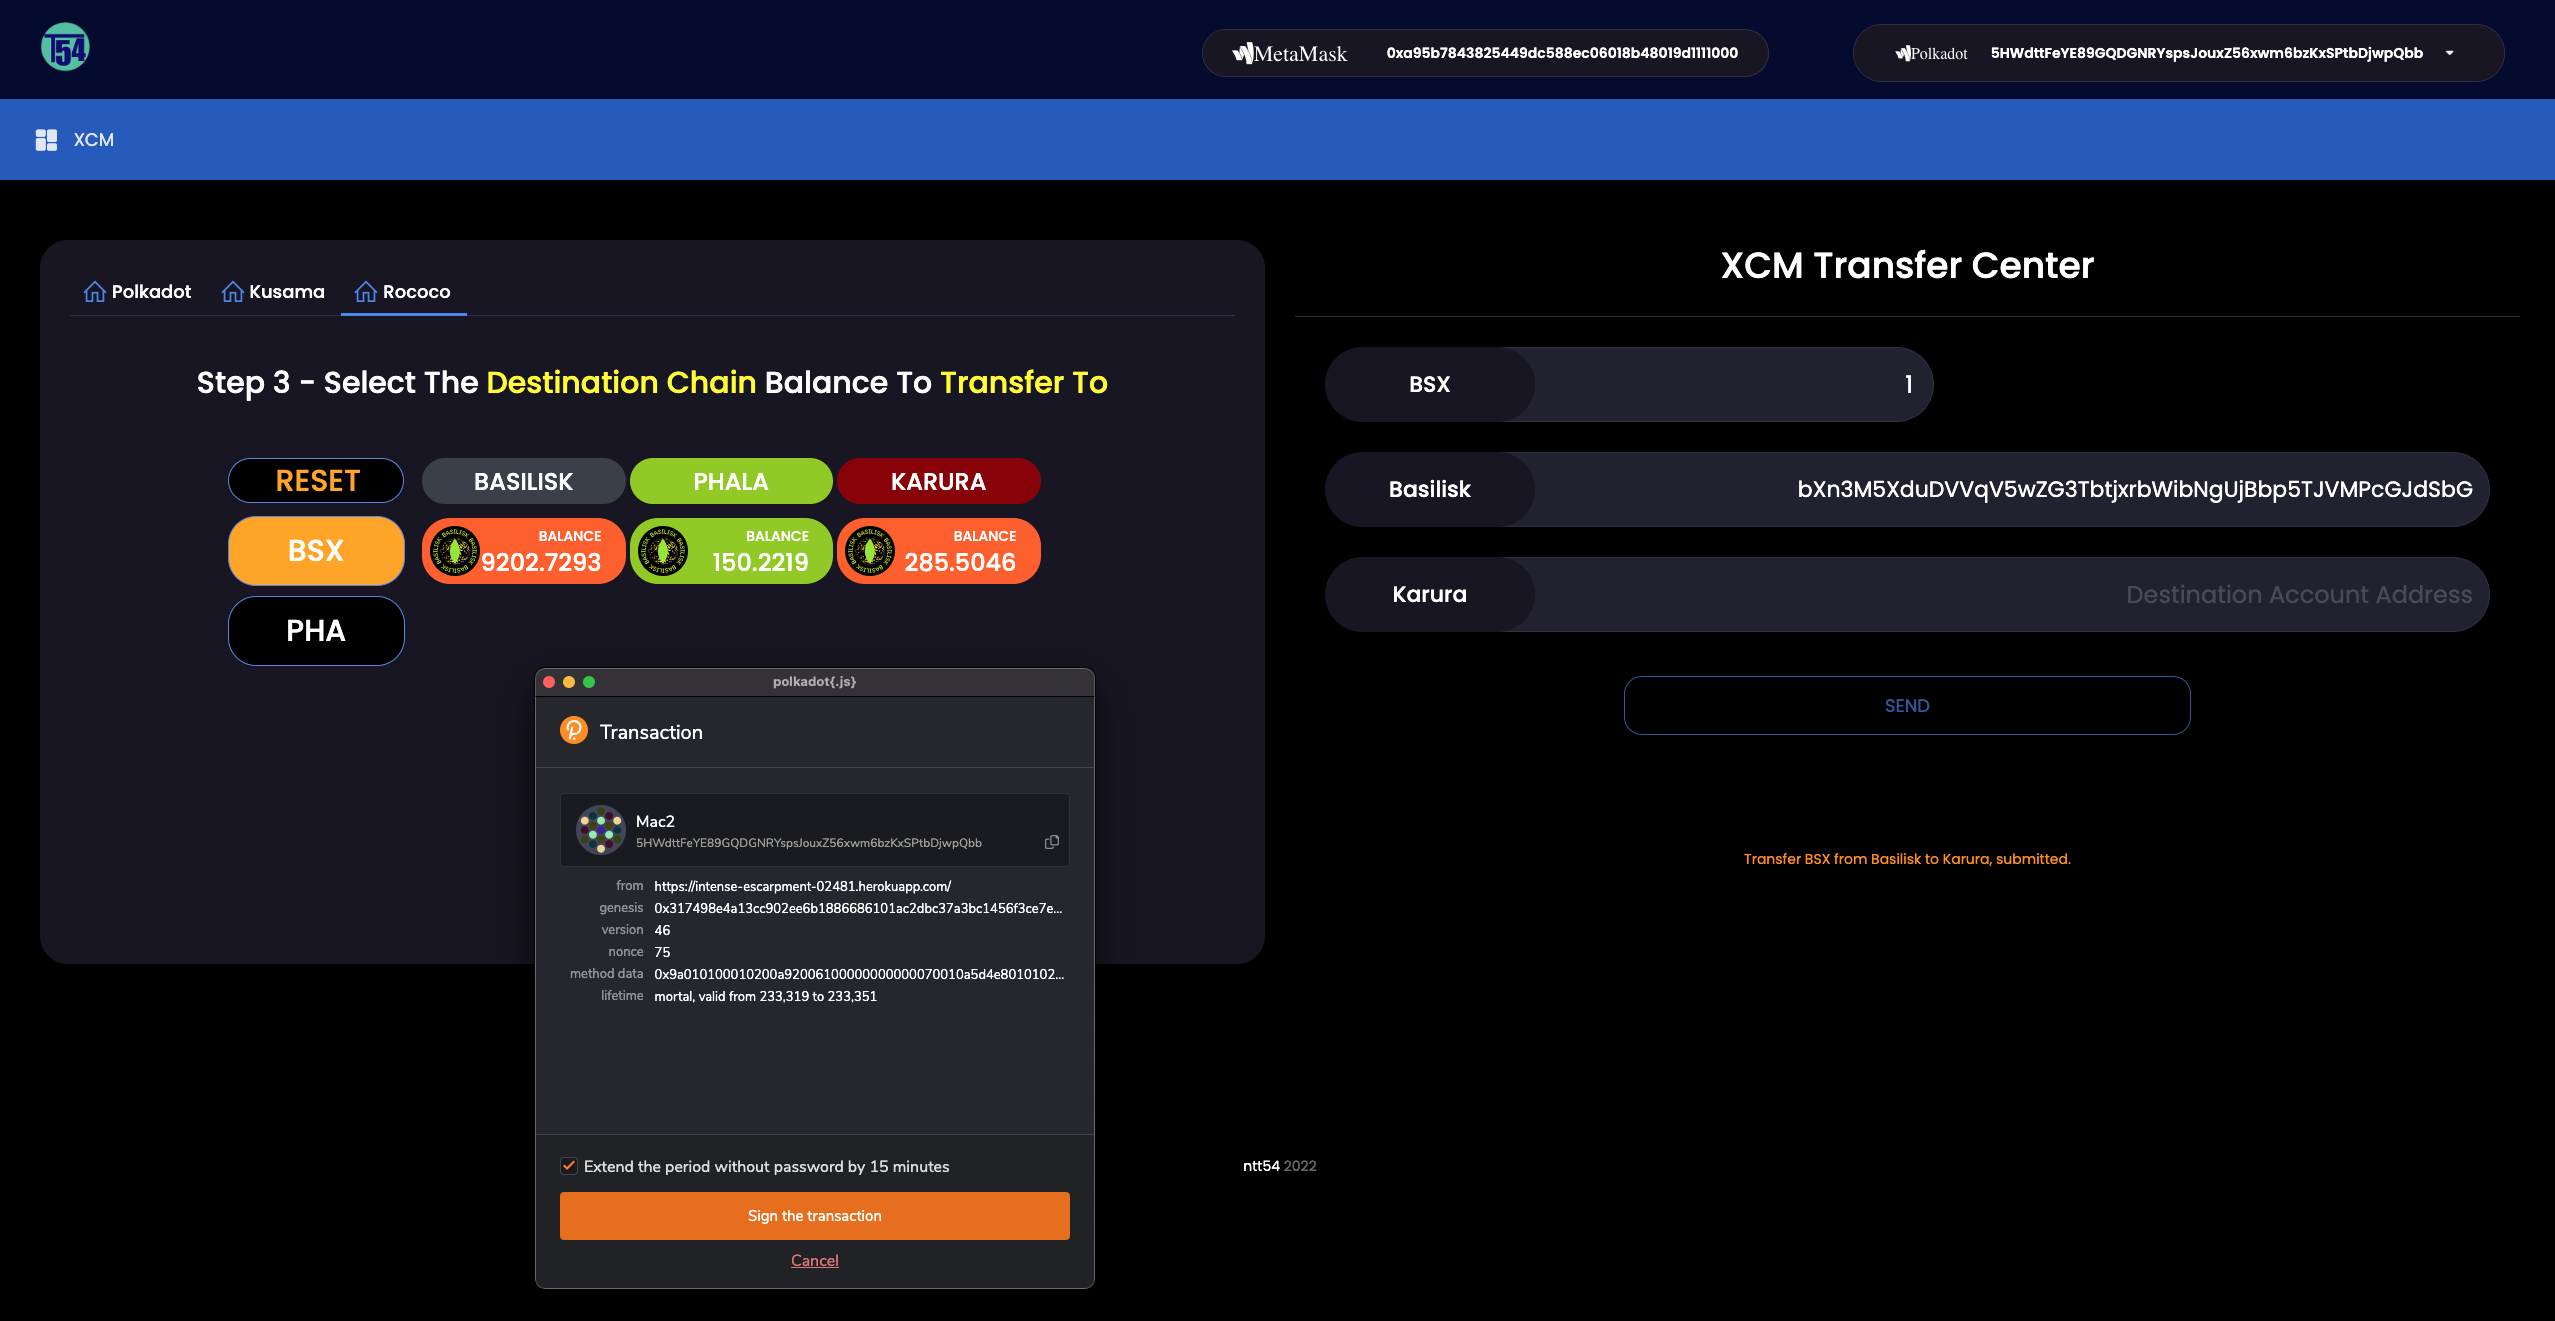 T54
MetaMask 0xa95b7843825449dc588ec06018b48019d1111000
Polkadot 5HWdttFeYE89GQDGNRYspsJouxZ56xwm6bzKxSPtbDjwpQbb
XCM
Polkadot Kusama Rococo
Step 3 - Select The Destination Chain Balance To Transfer To
RESET BASILISK PHALA KARURA
BSX
BALANCE
9202.7293
BALANCE
150.2219
BALANCE
285.5046
PHA
XCM Transfer Center
BSX 1
Basilisk bXn3M5XduDVVqV5wZG3TbtjxrbWibNgUjBbp5TJVMPcGJdSbG
Karura Destination Account Address
SEND
Transfer BSX from Basilisk to Karura, submitted.
polkadot{.js}
Transaction
Mac2
5HWdttFeYE89GQDGNRYspsJouxZ56xwm6bzKxSPtbDjwpQbb
from https://intense-escarpment-02481.herokuapp.com/
genesis 0x317498e4a13cc902ee6b1886686101ac2dbc37a3bc1456f3ce7e...
version 46
nonce 75
method data 0x9a010100010200a92006100000000000070010a5d4e8010102...
lifetime mortal, valid from 233,319 to 233,351
Extend the period without password by 15 minutes
Sign the transaction
Cancel
ntt54 2022